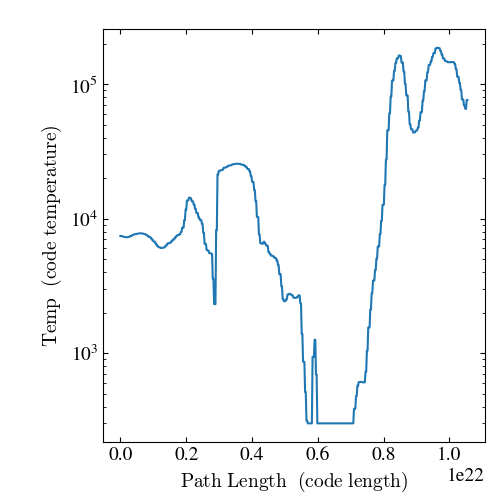 10^5
10^4
10^3
Temp (code temperature)
0.0 0.2 0.4 0.6 0.8 1.0
1e22
Path Length (code length)